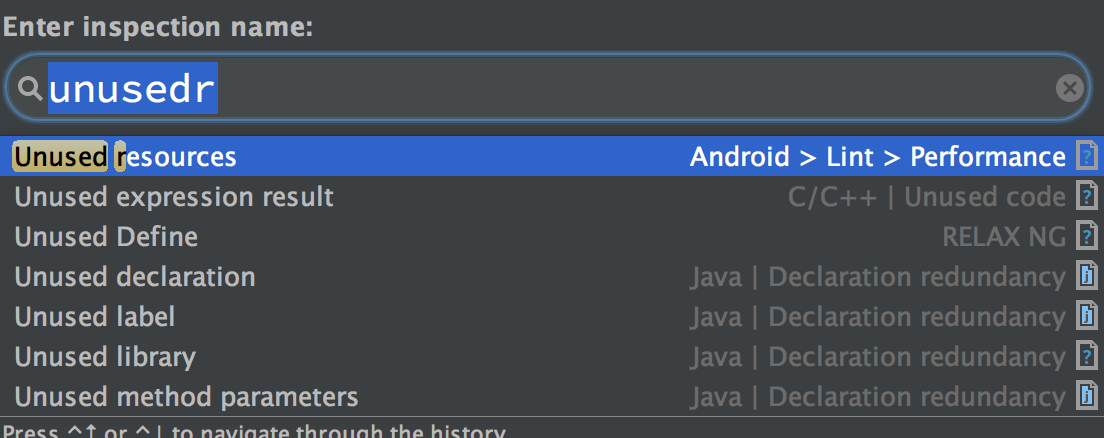 Enter inspection name:
unusedr
Unused resources Android > Lint > Performance
Unused expression result C/C++ | Unused code
Unused Define RELAX NG
Unused declaration Java | Declaration redundancy
Unused label Java | Declaration redundancy
Unused library Java | Declaration redundancy
Unused method parameters Java | Declaration redundancy
Press ^↑ or ^↓ to navigate through the history